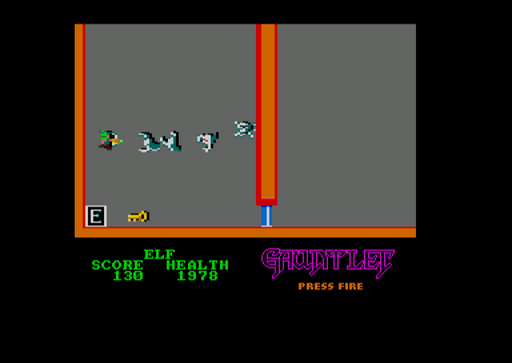 E
ELF
SCORE HEALTH
130 1978
GAUNTLET
PRESS FIRE